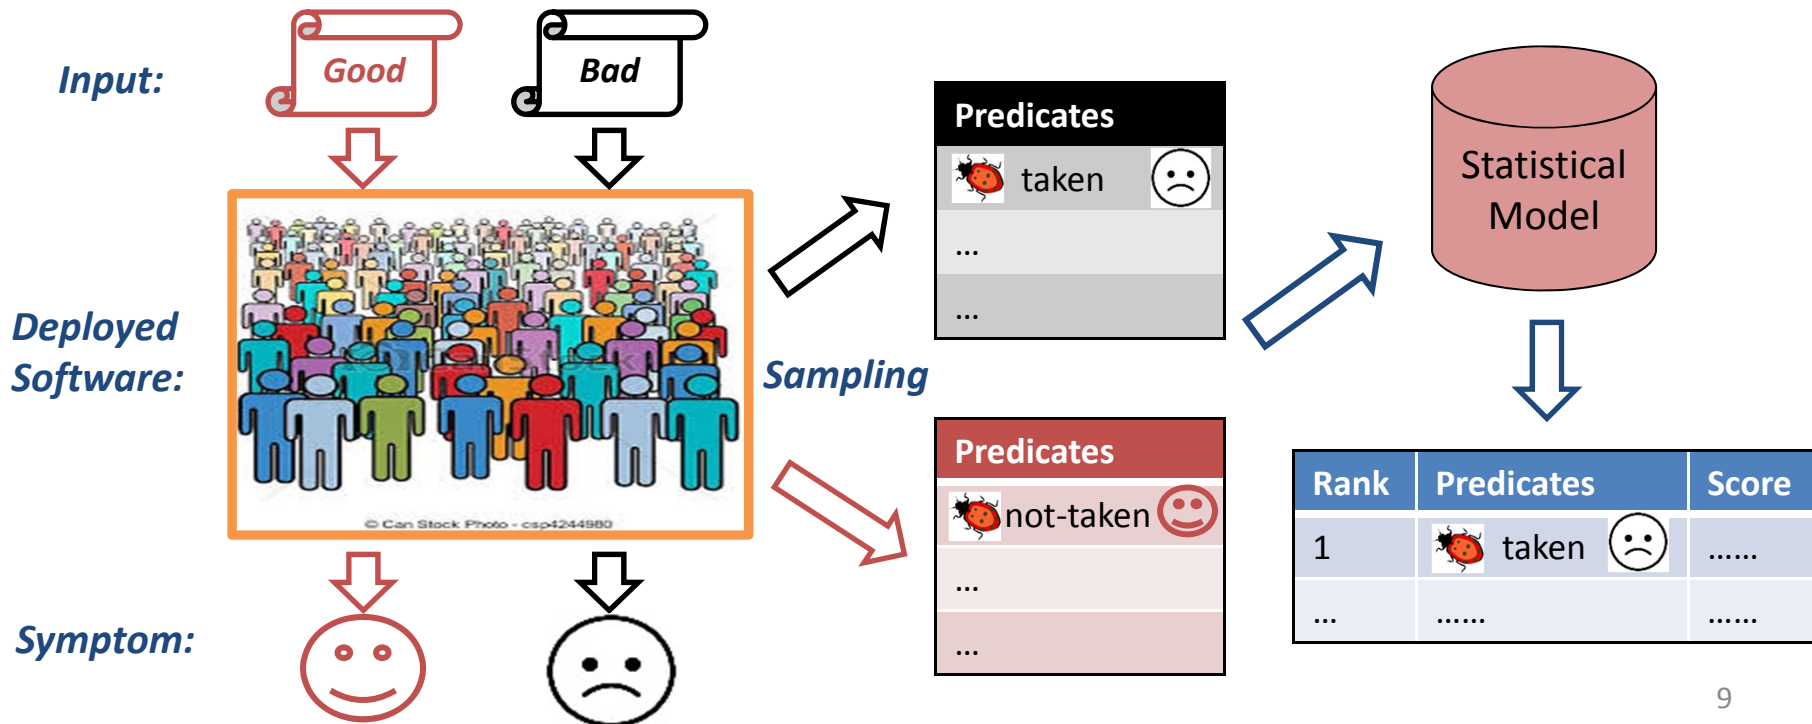 Input:
Good
Bad
Deployed
Software:
© Can Stock Photo - csp4244980
Symptom:
Sampling
Predicates
taken
...
...
Predicates
not-taken
...
...
Statistical
Model
Rank Predicates Score
1 taken ......
... ...... ......
9